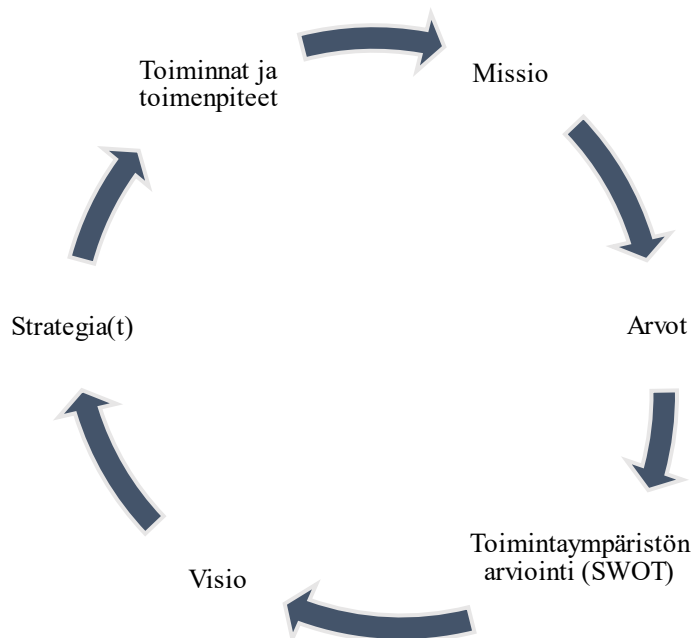 Toiminnat ja
toimenpiteet
Missio
Arvot
Toimintaympäristön
arviointi (SWOT)
Visio
Strategia(t)